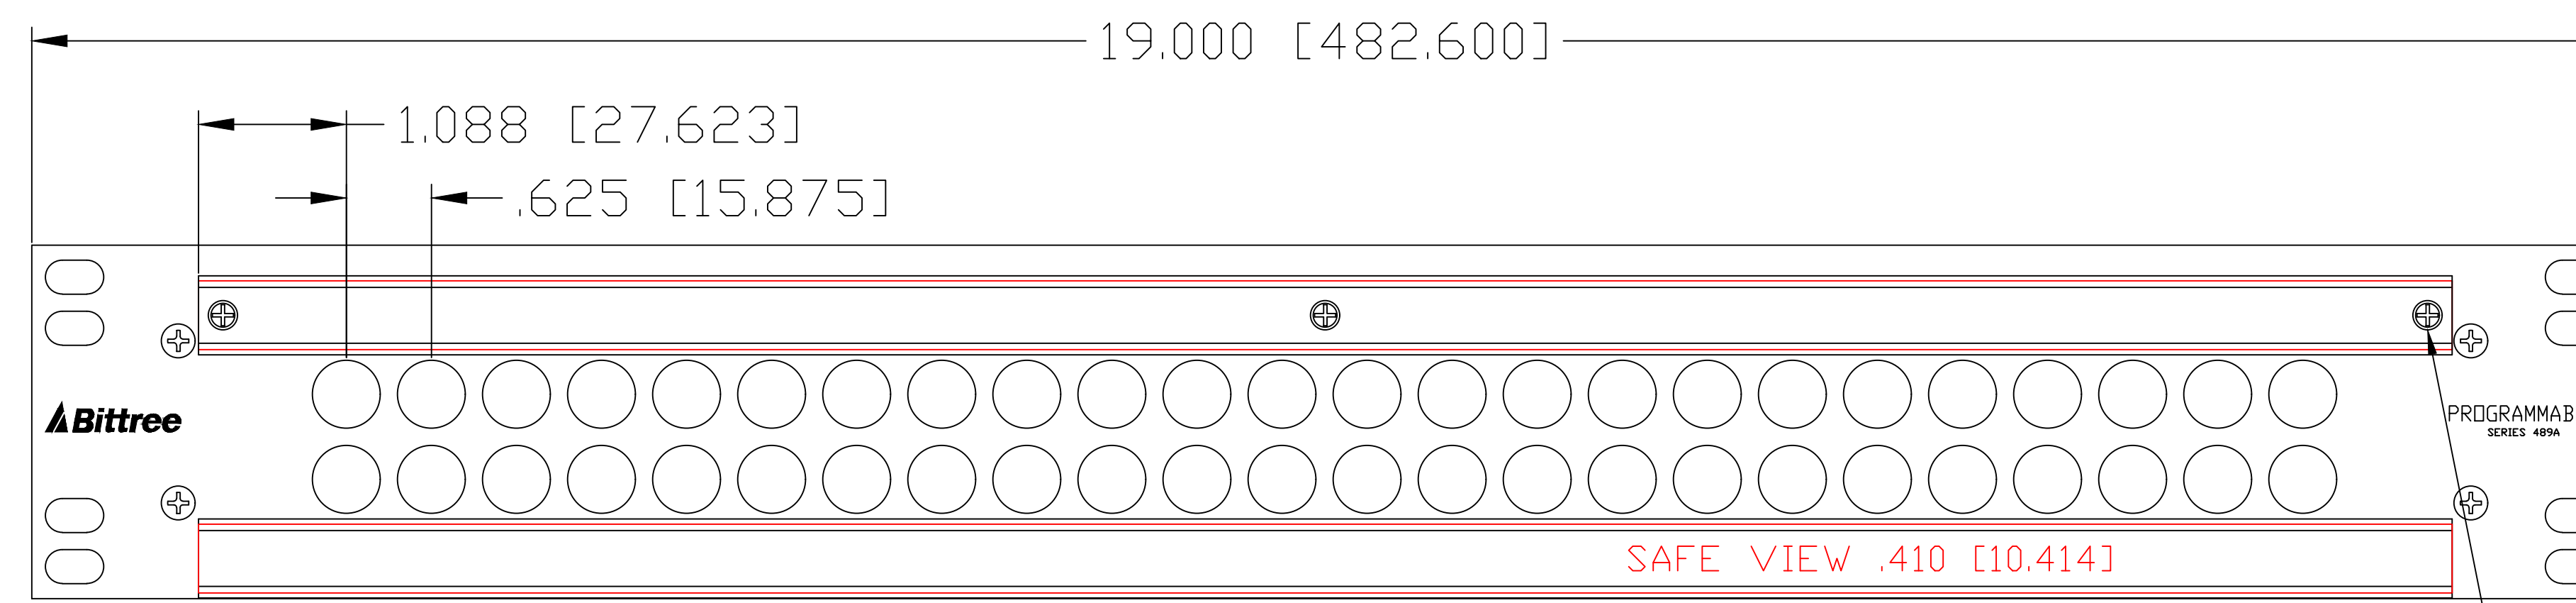 19.000 [482.600]
1.088 [27.623]
.625 [15.875]
Bittree
PROGRAMMAB
SERIES 489A
SAFE VIEW .410 [10.414]